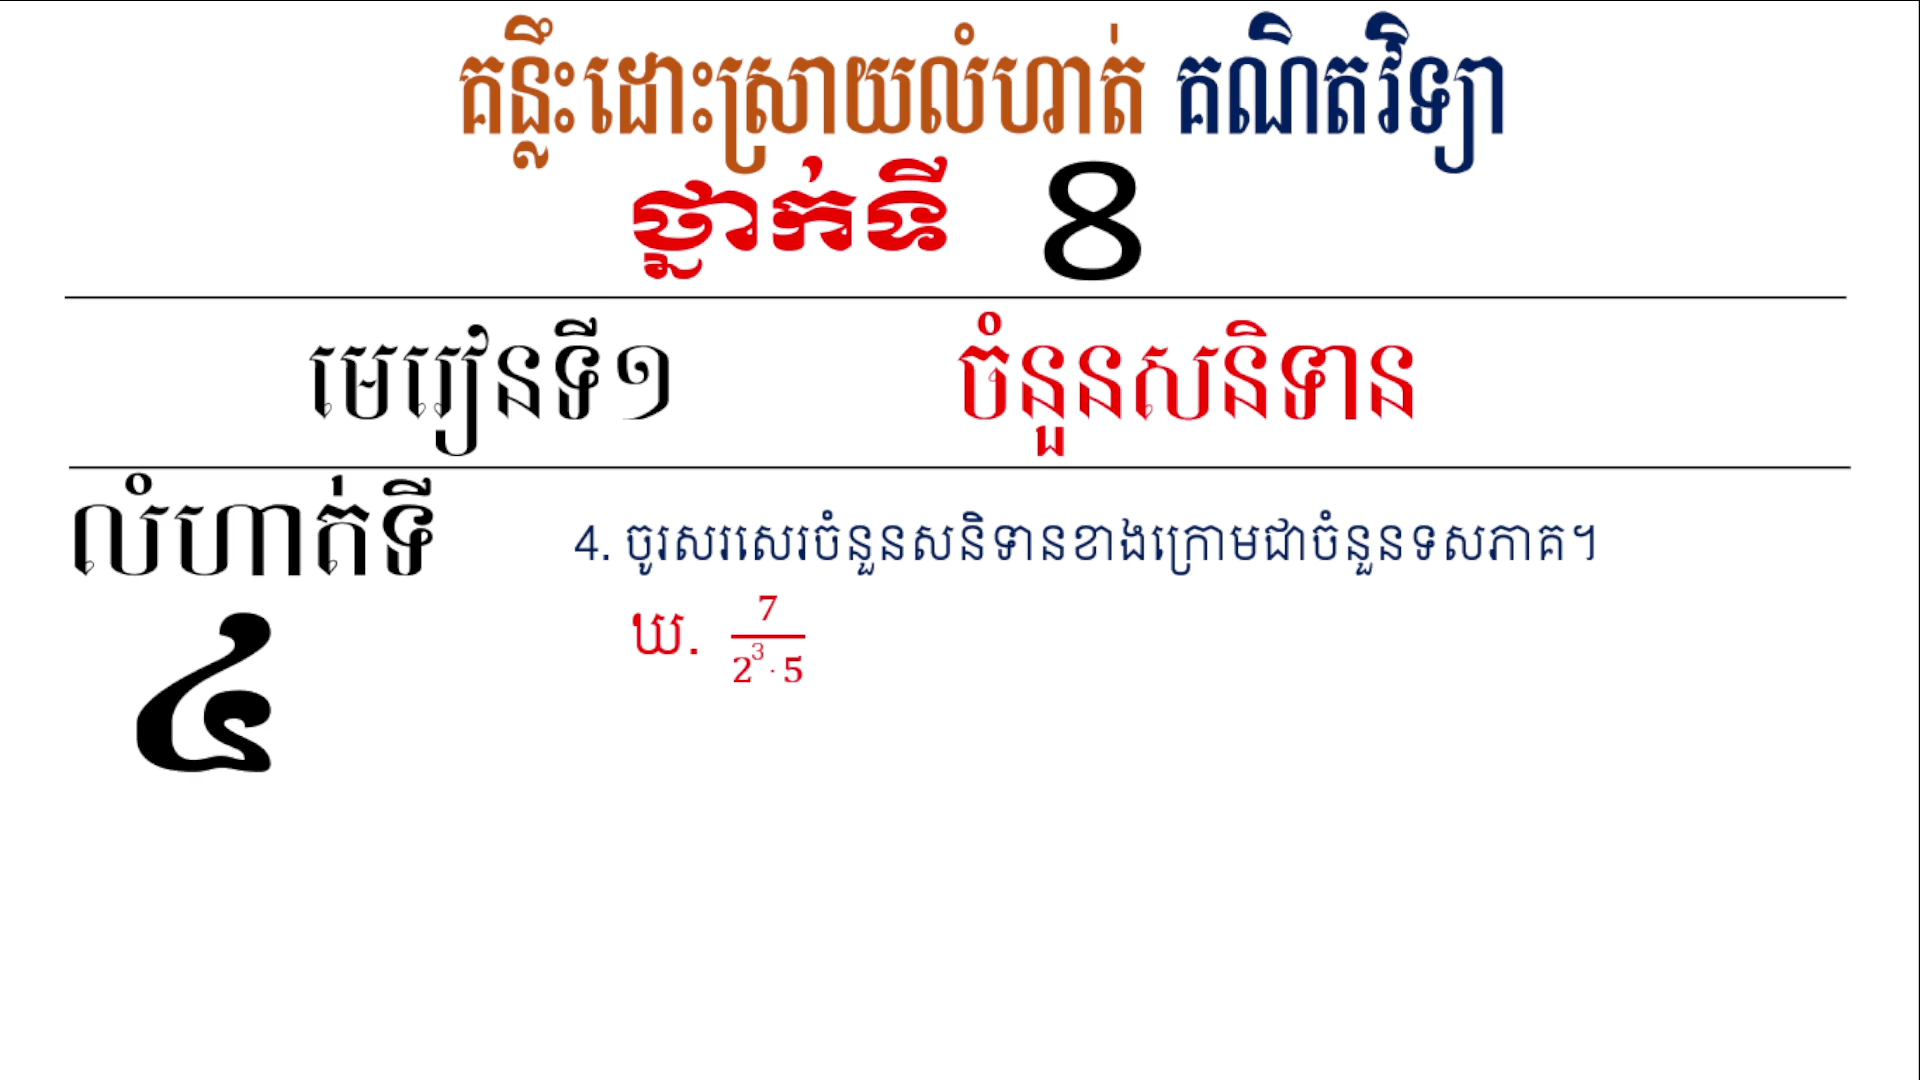 គន្លឹះដោះស្រាយលំហាត់ គណិតវិទ្យា
ថ្នាក់ទី 8
មេរៀនទី១ ចំនួនសនិទាន
លំហាត់ទី ៤
4. ចូរសរសេរចំនួនសនិទានខាងក្រោមជាចំនួនទសភាគ។
ឃ. 7/(2³·5)